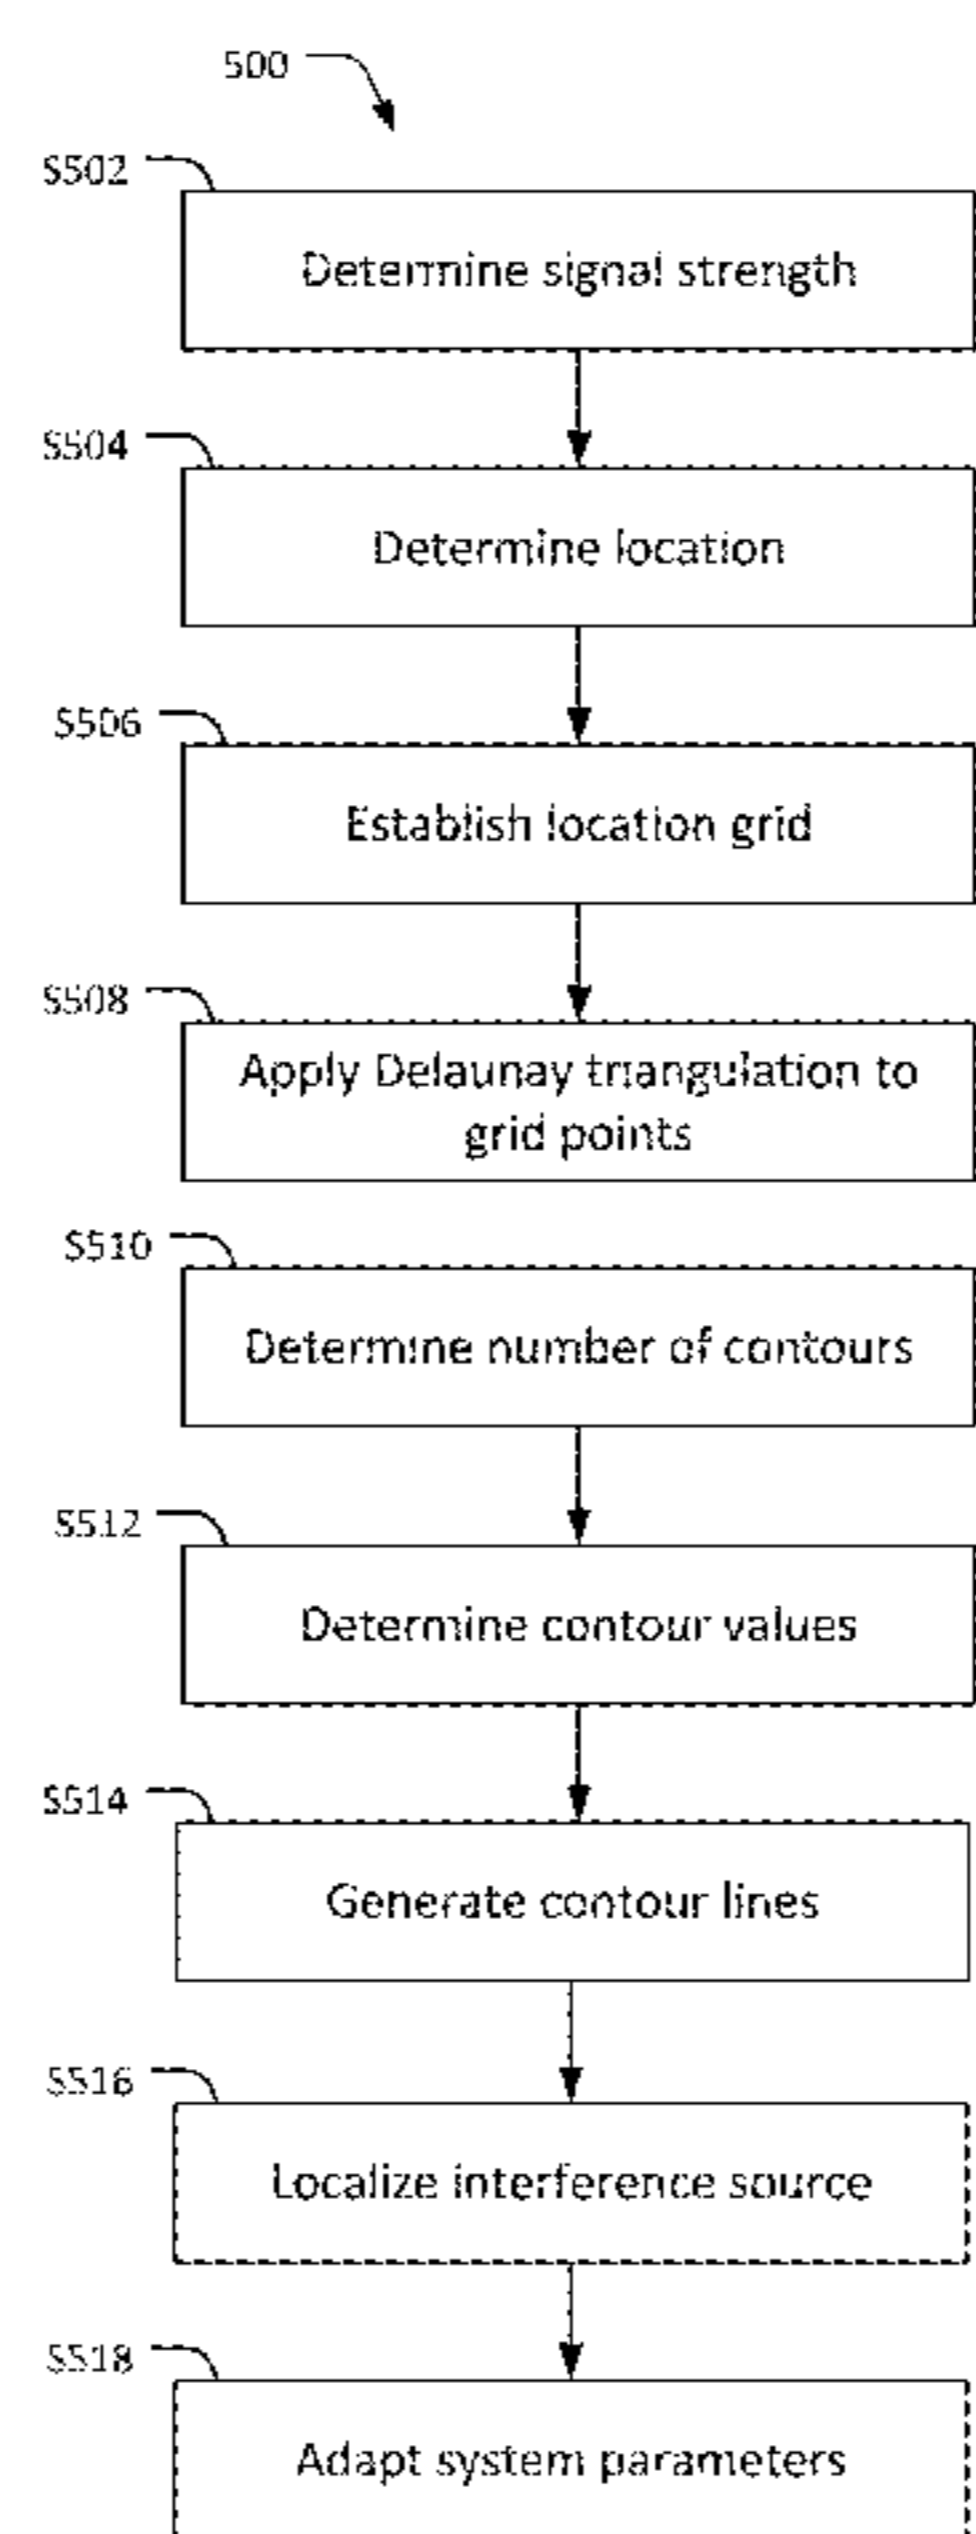 500
S502
Determine signal strength
S504
Determine location
S506
Establish location grid
S508
Apply Delaunay triangulation to
grid points
S510
Determine number of contours
S512
Determine contour values
S514
Generate contour lines
S516
Localize interference source
S518
Adapt system parameters